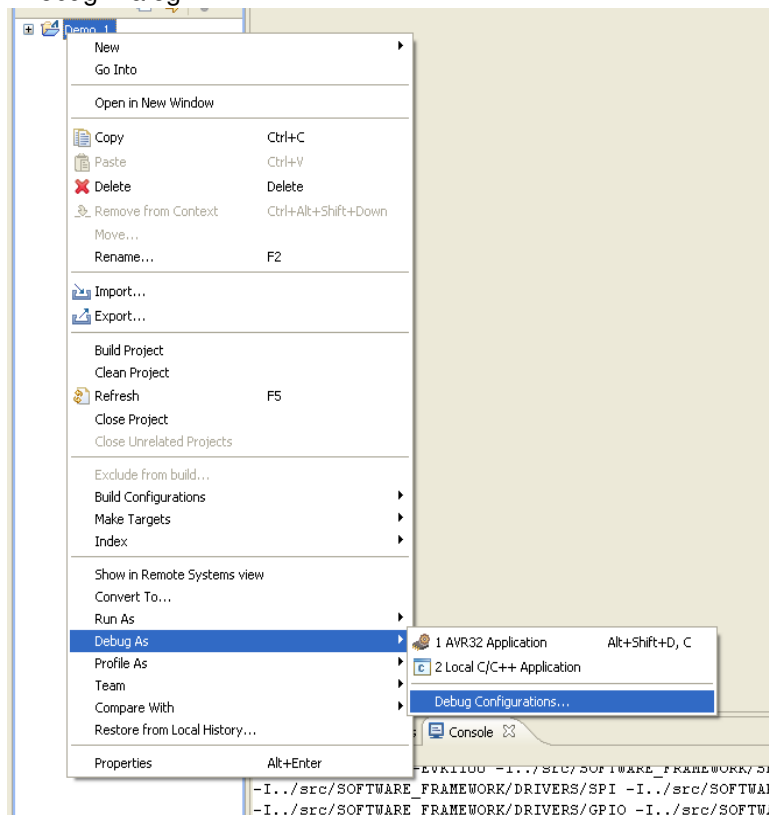 Demo_1
New
Go Into
Open in New Window
Copy Ctrl+C
Paste Ctrl+V
Delete Delete
Remove from Context Ctrl+Alt+Shift+Down
Move...
Rename... F2
Import...
Export...
Build Project
Clean Project
Refresh F5
Close Project
Close Unrelated Projects
Exclude from build...
Build Configurations
Make Targets
Index
Show in Remote Systems view
Convert To...
Run As
Debug As
1 AVR32 Application Alt+Shift+D, C
Profile As
2 Local C/C++ Application
Team
Compare With
Debug Configurations...
Restore from Local History...
Console
Properties Alt+Enter
-EVK1100 -I../src/SOFTWARE_FRAMEWORK/
-I../src/SOFTWARE_FRAMEWORK/DRIVERS/SPI
-I../src/SOFTWARE_FRAMEWORK/DRIVERS/GPIO